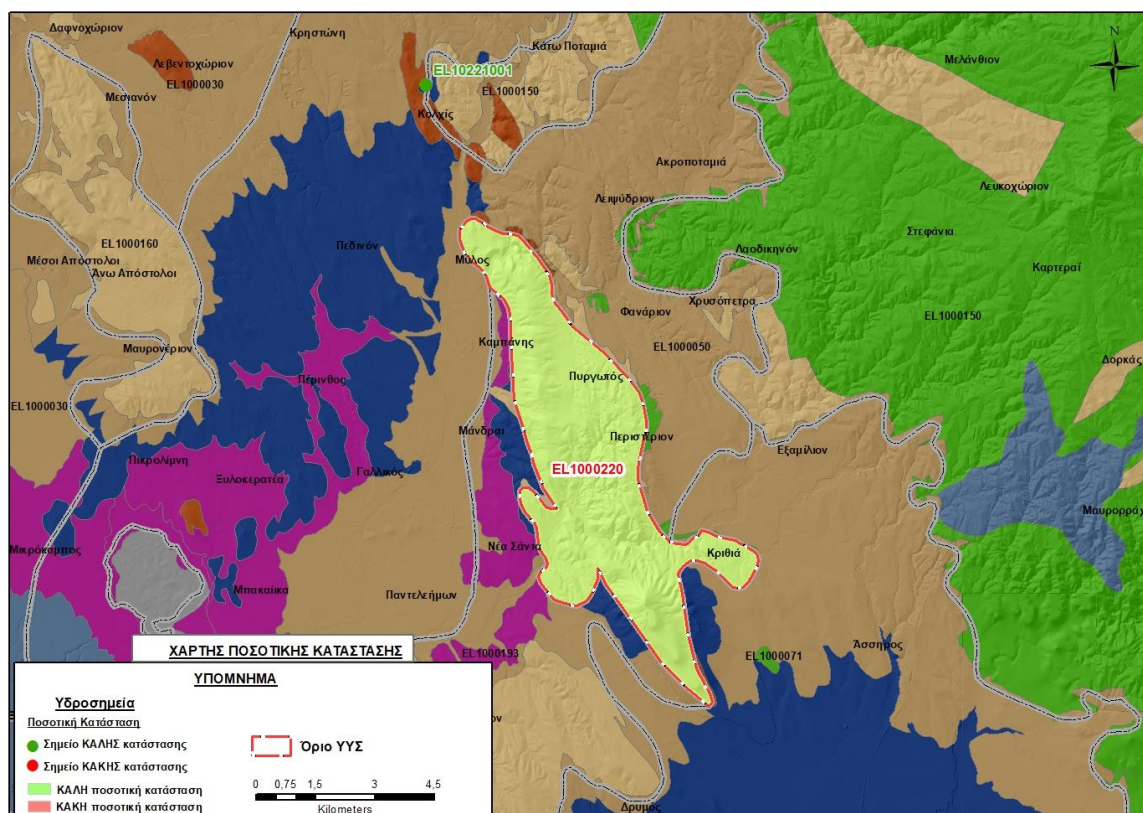 Δαφνοχώριον
Κρηστώνη
Κάτω Ποταμιά
N
Λεβεντοχώριον
Μελάνθιον
EL10221001
EL1000030
EL1000150
Μεσιανόν
Κολχίς
Ακροποταμιά
Λευκοχώριον
Λειψύδριον
Στεφάνια
EL1000160
Πεδινόν
Λαοδικηνόν
Μέσοι Απόστολοι
Μύλος
Καρτεραί
Άνω Απόστολοι
Χρυσόπετρα
Φανάριον
EL1000150
Καμπάνης
EL1000050
Μαυρονέριον
Δορκάς
Πέρινθος
Πυργωτός
EL1000030
Μάνδραι
Περιστέριον
Εξαμίλιον
Πικρολίμνη
EL1000220
Γαλλικός
Ξυλοκερατέα
Μαυρορράχ
Μικρόκαμπος
Νέα Σάντα
Κριθιά
Μπακαίικα
Παντελεήμων
Άσσηρος
ΧΑΡΤΗΣ ΠΟΣΟΤΙΚΗΣ ΚΑΤΑΣΤΑΣΗΣ
EL1000193
EL1000071
ΥΠΟΜΝΗΜΑ
Υδροσημεία
Ποσοτική Κατάσταση
Σημείο ΚΑΛΗΣ κατάστασης
Όριο ΥΥΣ
Σημείο ΚΑΚΗΣ κατάστασης
ΚΑΛΗ ποσοτική κατάσταση
0 0,75 1,5 3 4,5
ΚΑΚΗ ποσοτική κατάσταση
Kilometers
Δρυμός